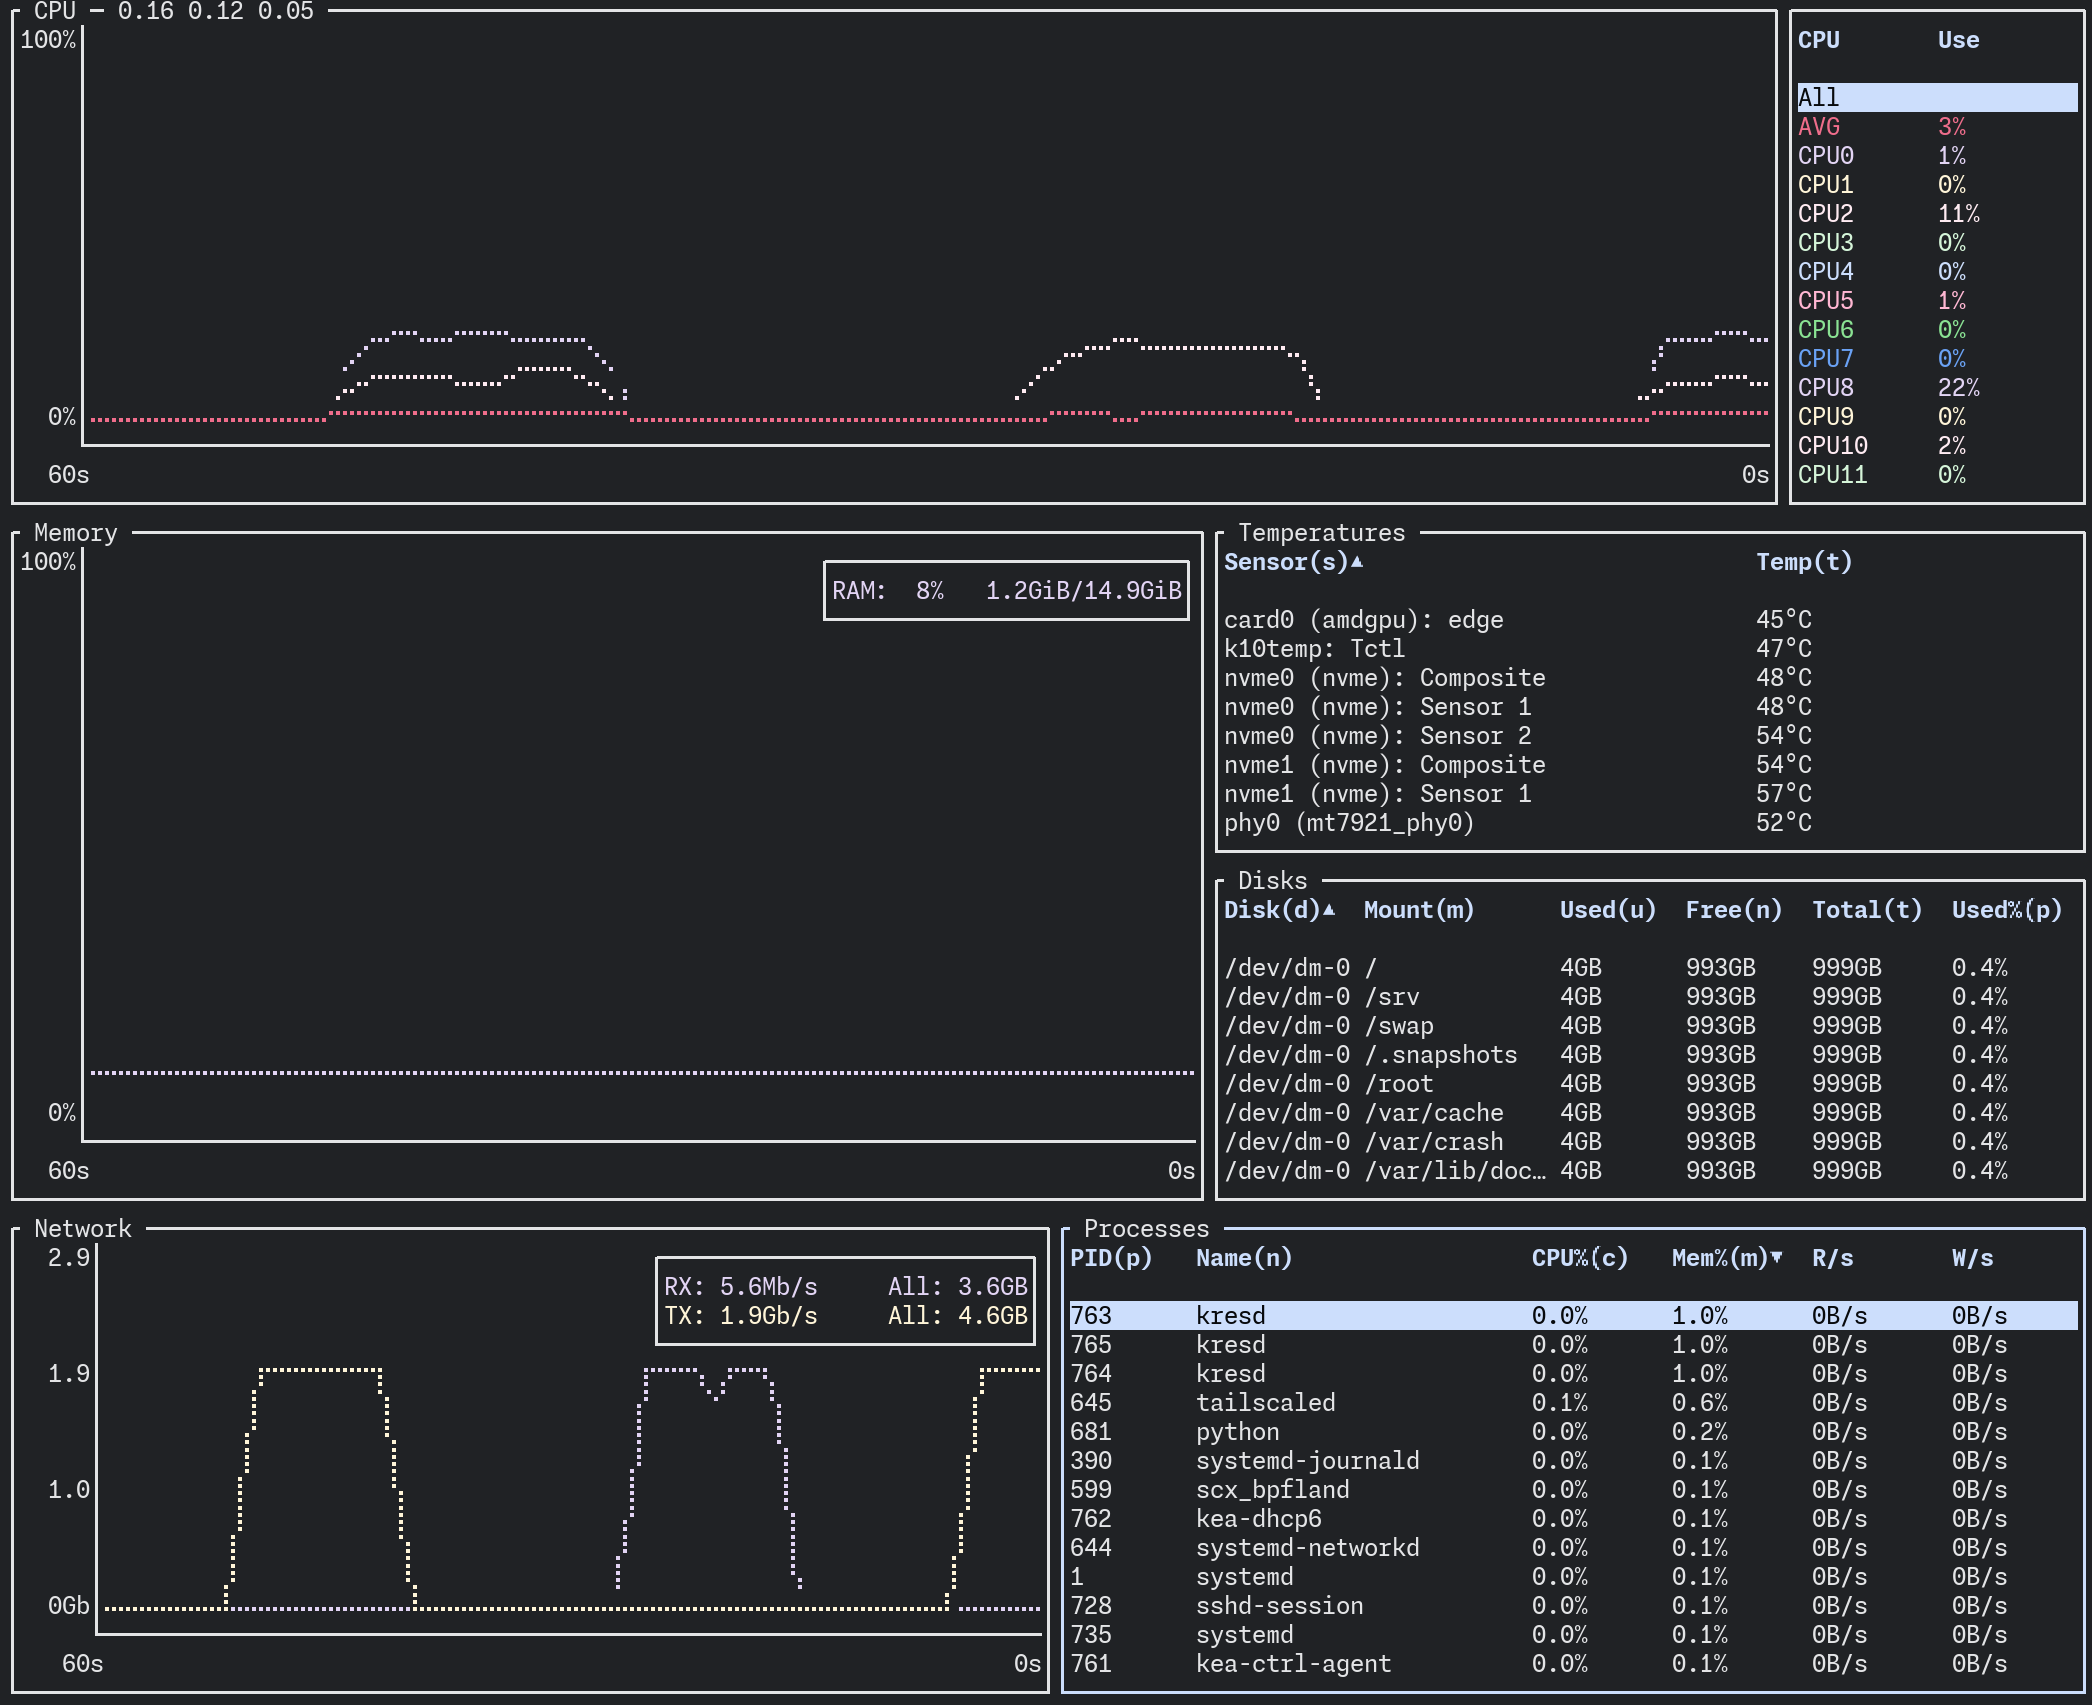 CPU — 0.16 0.12 0.05
100%
0%
60s 0s
CPU Use
All
AVG 3%
CPU0 1%
CPU1 0%
CPU2 11%
CPU3 0%
CPU4 0%
CPU5 1%
CPU6 0%
CPU7 0%
CPU8 22%
CPU9 0%
CPU10 2%
CPU11 0%
Memory
100%
RAM: 8% 1.2GiB/14.9GiB
0%
60s 0s
Temperatures
Sensor(s)▲ Temp(t)
card0 (amdgpu): edge 45°C
k10temp: Tctl 47°C
nvme0 (nvme): Composite 48°C
nvme0 (nvme): Sensor 1 48°C
nvme0 (nvme): Sensor 2 54°C
nvme1 (nvme): Composite 54°C
nvme1 (nvme): Sensor 1 57°C
phy0 (mt7921_phy0) 52°C
Disks
Disk(d)▲ Mount(m) Used(u) Free(n) Total(t) Used%(p)
/dev/dm-0 / 4GB 993GB 999GB 0.4%
/dev/dm-0 /srv 4GB 993GB 999GB 0.4%
/dev/dm-0 /swap 4GB 993GB 999GB 0.4%
/dev/dm-0 /.snapshots 4GB 993GB 999GB 0.4%
/dev/dm-0 /root 4GB 993GB 999GB 0.4%
/dev/dm-0 /var/cache 4GB 993GB 999GB 0.4%
/dev/dm-0 /var/crash 4GB 993GB 999GB 0.4%
/dev/dm-0 /var/lib/doc… 4GB 993GB 999GB 0.4%
Network
2.9
RX: 5.6Mb/s All: 3.6GB
TX: 1.9Gb/s All: 4.6GB
1.9
1.0
0Gb
60s 0s
Processes
PID(p) Name(n) CPU%(c) Mem%(m)▼ R/s W/s
763 kresd 0.0% 1.0% 0B/s 0B/s
765 kresd 0.0% 1.0% 0B/s 0B/s
764 kresd 0.0% 1.0% 0B/s 0B/s
645 tailscaled 0.1% 0.6% 0B/s 0B/s
681 python 0.0% 0.2% 0B/s 0B/s
390 systemd-journald 0.0% 0.1% 0B/s 0B/s
599 scx_bpfland 0.0% 0.1% 0B/s 0B/s
762 kea-dhcp6 0.0% 0.1% 0B/s 0B/s
644 systemd-networkd 0.0% 0.1% 0B/s 0B/s
1 systemd 0.0% 0.1% 0B/s 0B/s
728 sshd-session 0.0% 0.1% 0B/s 0B/s
735 systemd 0.0% 0.1% 0B/s 0B/s
761 kea-ctrl-agent 0.0% 0.1% 0B/s 0B/s